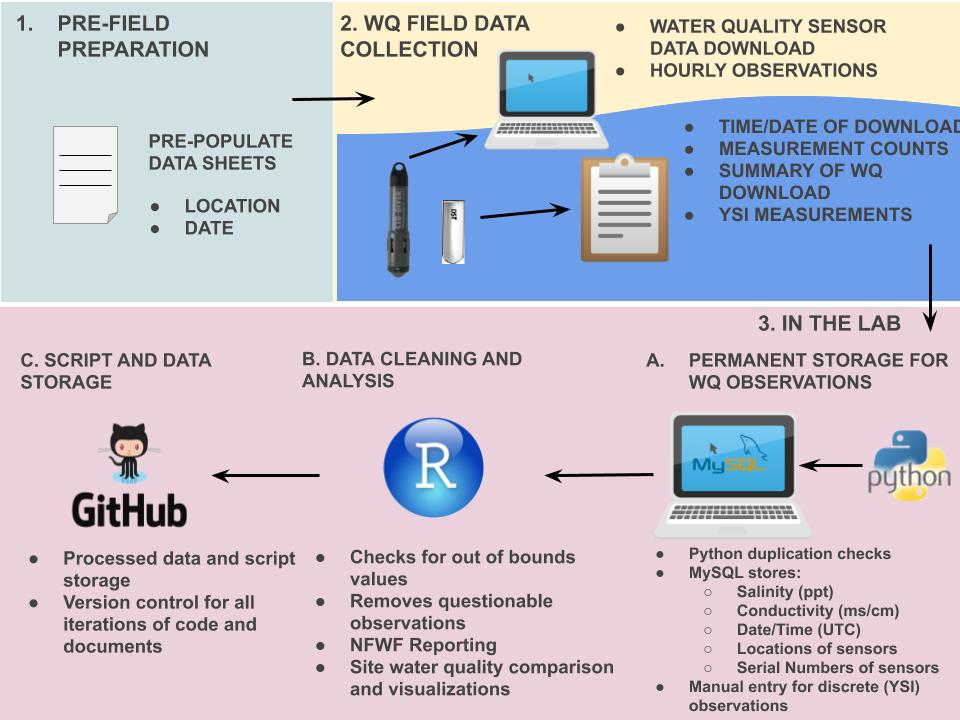 1. PRE-FIELD
PREPARATION
PRE-POPULATE
DATA SHEETS
● LOCATION
● DATE
2. WQ FIELD DATA
COLLECTION
● WATER QUALITY SENSOR
DATA DOWNLOAD
● HOURLY OBSERVATIONS
● TIME/DATE OF DOWNLOAD
● MEASUREMENT COUNTS
● SUMMARY OF WQ
DOWNLOAD
● YSI MEASUREMENTS
3. IN THE LAB
A. PERMANENT STORAGE FOR
WQ OBSERVATIONS
MySQL
python
● Python duplication checks
● MySQL stores:
○ Salinity (ppt)
○ Conductivity (ms/cm)
○ Date/Time (UTC)
○ Locations of sensors
○ Serial Numbers of sensors
● Manual entry for discrete (YSI)
observations
B. DATA CLEANING AND
ANALYSIS
R
● Checks for out of bounds
values
● Removes questionable
observations
● NFWF Reporting
● Site water quality comparison
and visualizations
C. SCRIPT AND DATA
STORAGE
GitHub
● Processed data and script
storage
● Version control for all
iterations of code and
documents